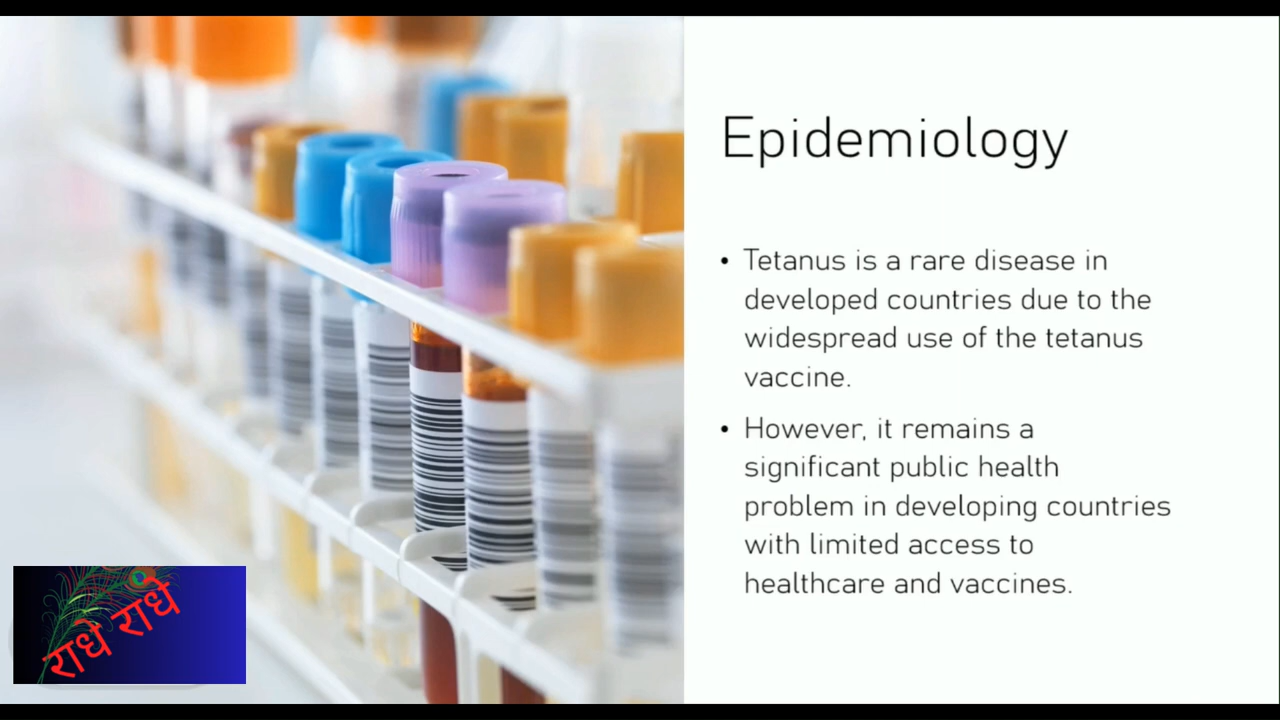 Epidemiology
• Tetanus is a rare disease in
developed countries due to the
widespread use of the tetanus
vaccine.
• However, it remains a
significant public health
problem in developing countries
with limited access to
healthcare and vaccines.
राधे राधे